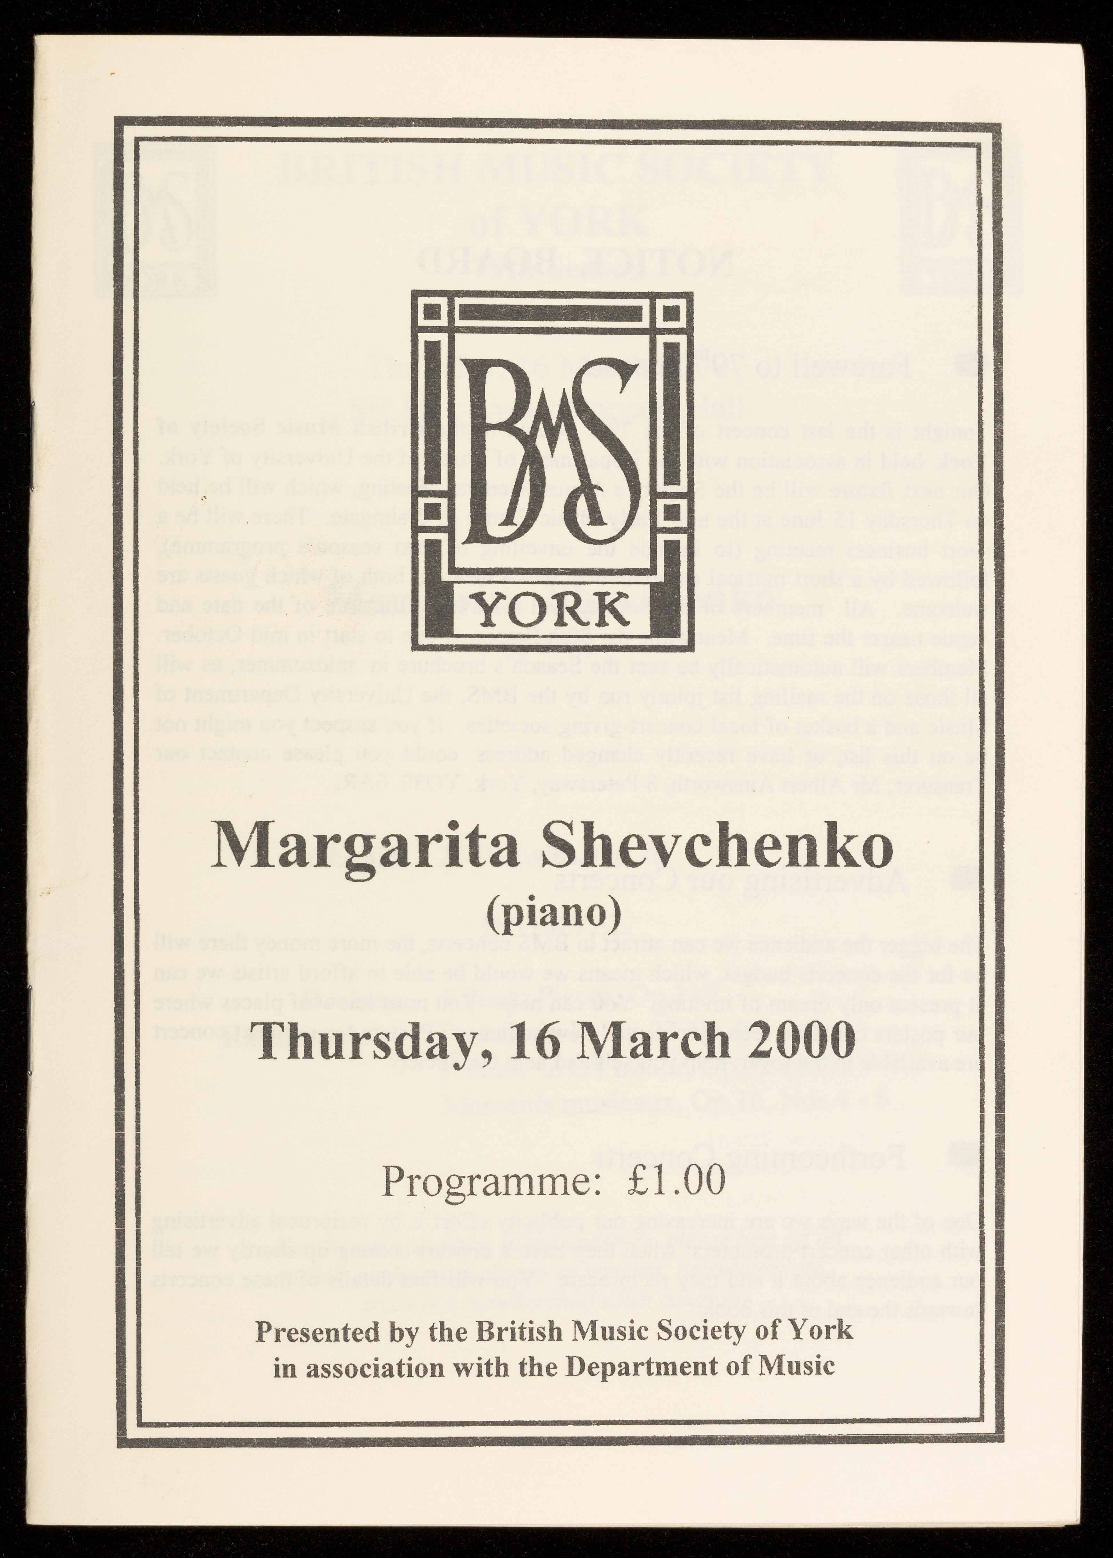 BMS
YORK
Margarita Shevchenko
(piano)
Thursday, 16 March 2000
Programme: £1.00
Presented by the British Music Society of York
in association with the Department of Music